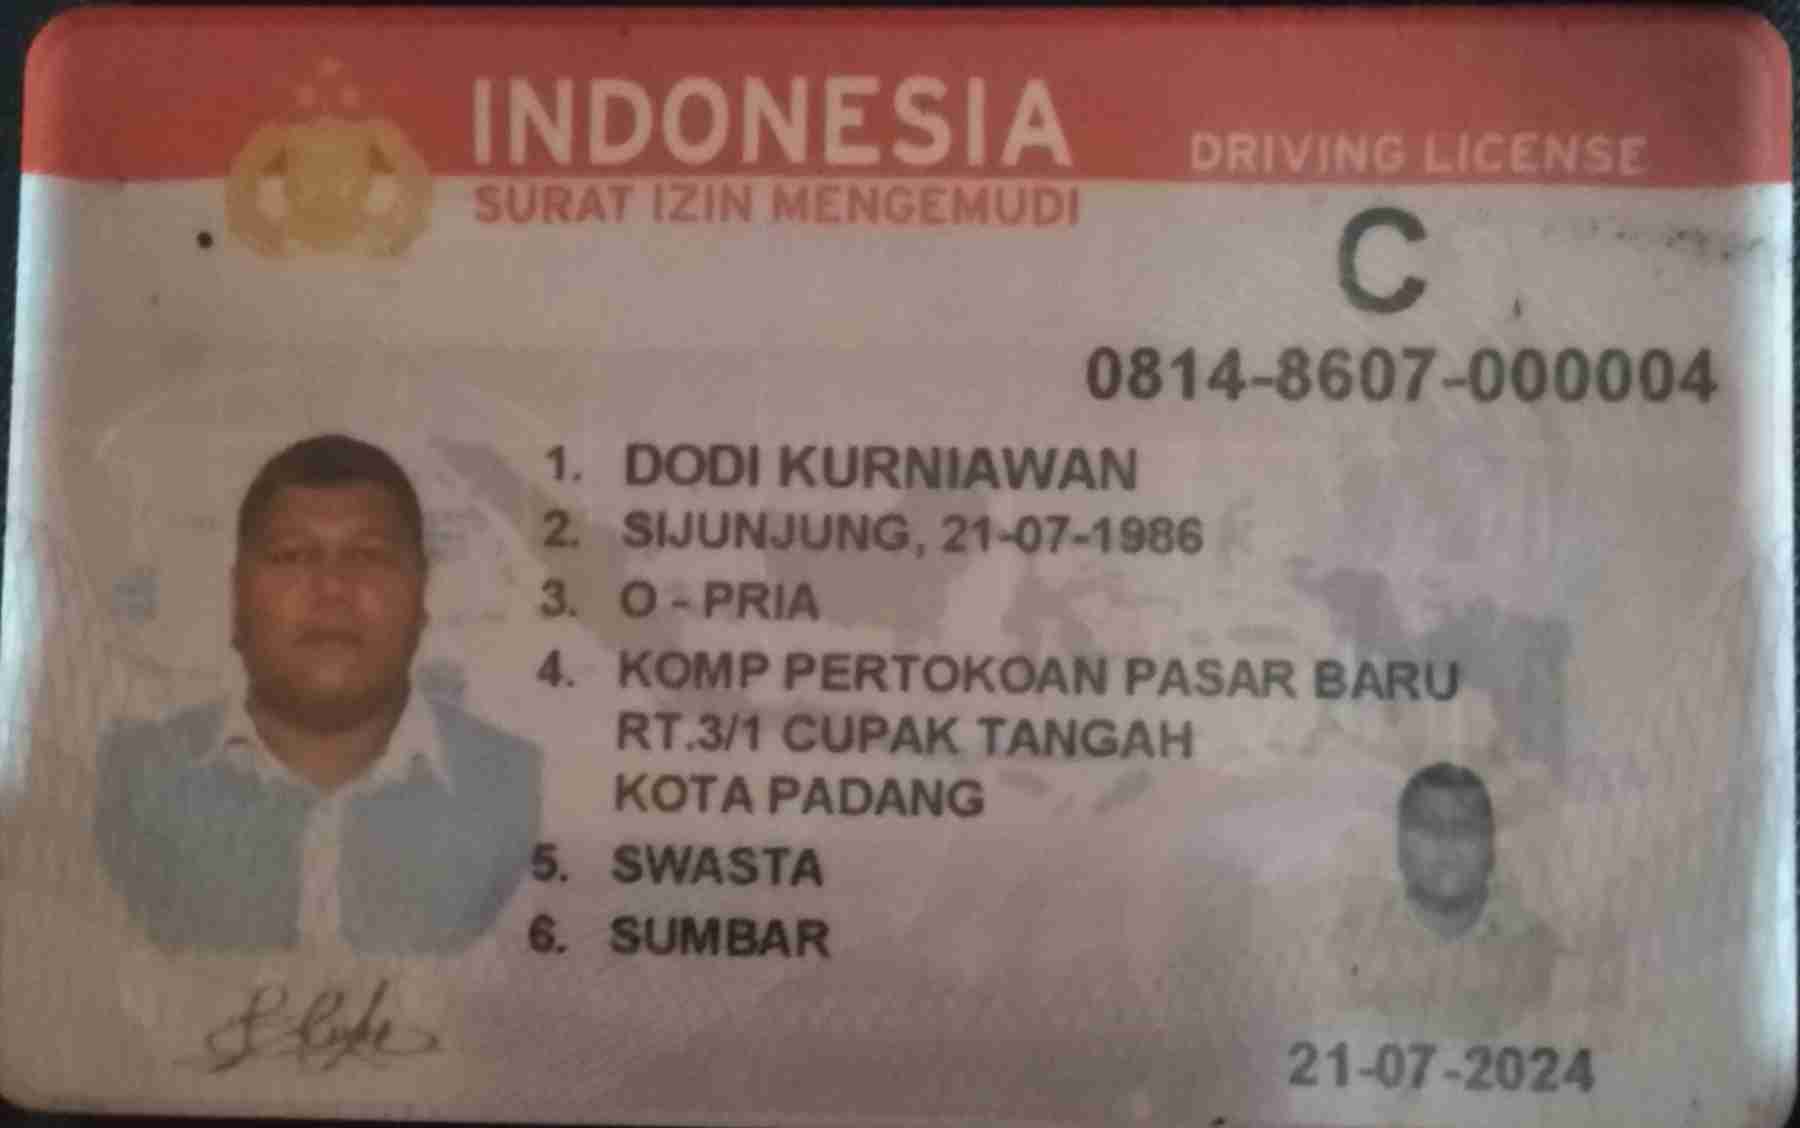 INDONESIA
DRIVING LICENSE
SURAT IZIN MENGEMUDI
C
0814-8607-000004
1. DODI KURNIAWAN
2. SIJUNJUNG, 21-07-1986
3. O - PRIA
4. KOMP PERTOKOAN PASAR BARU
RT.3/1 CUPAK TANGAH
KOTA PADANG
5. SWASTA
6. SUMBAR
21-07-2024